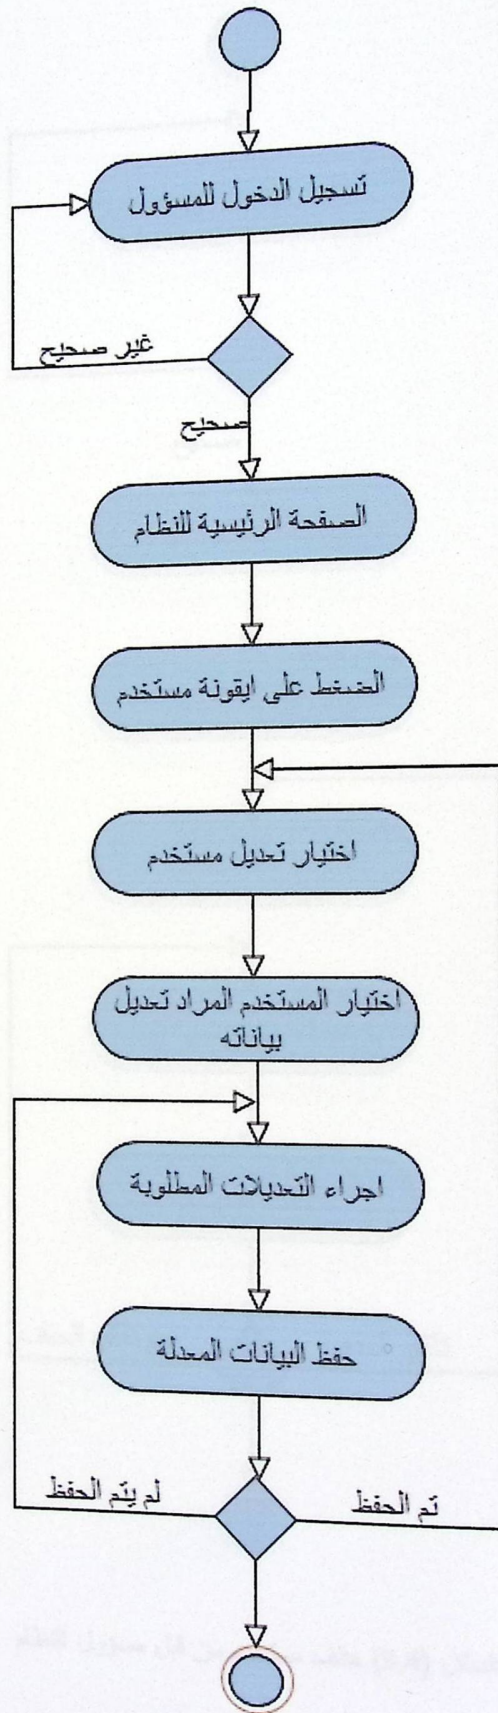 تسجيل الدخول للمسؤول
غير صحيح
صحيح
الصفحة الرئيسية للنظام
الضغط على ايقونة مستخدم
اختيار تعديل مستخدم
اختيار المستخدم المراد تعديل
بياناته
اجراء التعديلات المطلوبة
حفظ البيانات المعدلة
تم الحفظ
لم يتم الحفظ